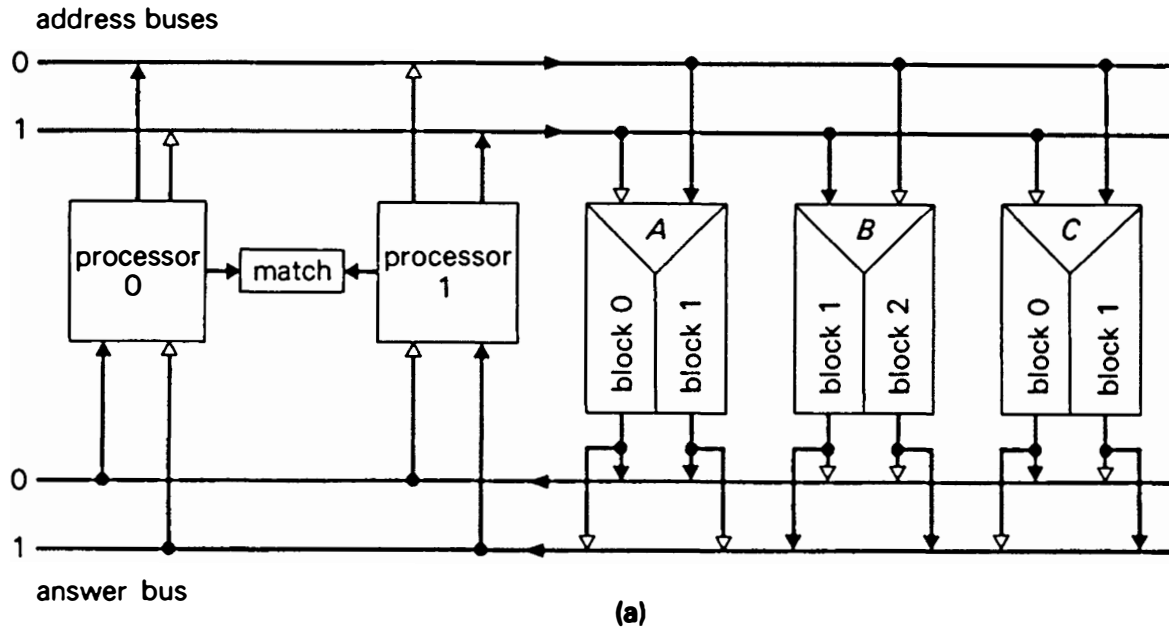 address buses
0
1
processor 0
match
processor 1
A
B
C
block 0
block 1
block 1
block 2
block 0
block 1
0
1
answer bus
(a)